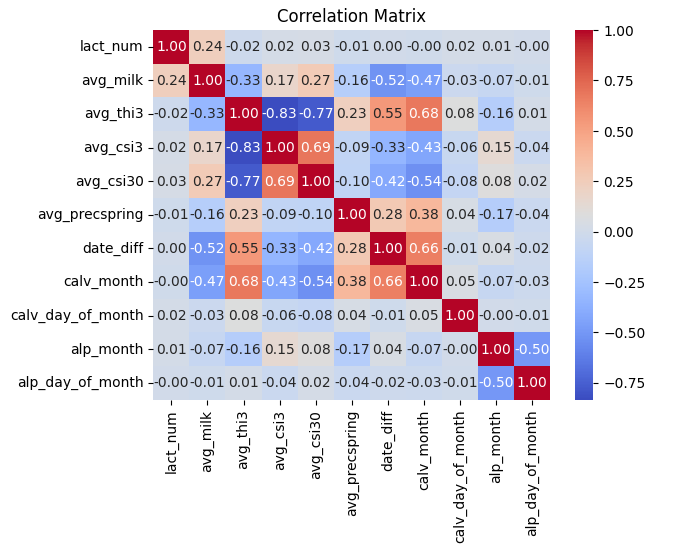 Correlation Matrix
lact_num 1.00 0.24 -0.02 0.02 0.03 -0.01 0.00 -0.00 0.02 0.01 -0.00
avg_milk 0.24 1.00 -0.33 0.17 0.27 -0.16 -0.52 -0.47 -0.03 -0.07 -0.01
avg_thi3 -0.02 -0.33 1.00 -0.83 -0.77 0.23 0.55 0.68 0.08 -0.16 0.01
avg_csi3 0.02 0.17 -0.83 1.00 0.69 -0.09 -0.33 -0.43 -0.06 0.15 -0.04
avg_csi30 0.03 0.27 -0.77 0.69 1.00 -0.10 -0.42 -0.54 -0.08 0.08 0.02
avg_precspring -0.01 -0.16 0.23 -0.09 -0.10 1.00 0.28 0.38 0.04 -0.17 -0.04
date_diff 0.00 -0.52 0.55 -0.33 -0.42 0.28 1.00 0.66 -0.01 0.04 -0.02
calv_month -0.00 -0.47 0.68 -0.43 -0.54 0.38 0.66 1.00 0.05 -0.07 -0.03
calv_day_of_month 0.02 -0.03 0.08 -0.06 -0.08 0.04 -0.01 0.05 1.00 -0.00 -0.01
alp_month 0.01 -0.07 -0.16 0.15 0.08 -0.17 0.04 -0.07 -0.00 1.00 -0.50
alp_day_of_month -0.00 -0.01 0.01 -0.04 0.02 -0.04 -0.02 -0.03 -0.01 -0.50 1.00
lact_num
avg_milk
avg_thi3
avg_csi3
avg_csi30
avg_precspring
date_diff
calv_month
calv_day_of_month
alp_month
alp_day_of_month
1.00
0.75
0.50
0.25
0.00
−0.25
−0.50
−0.75